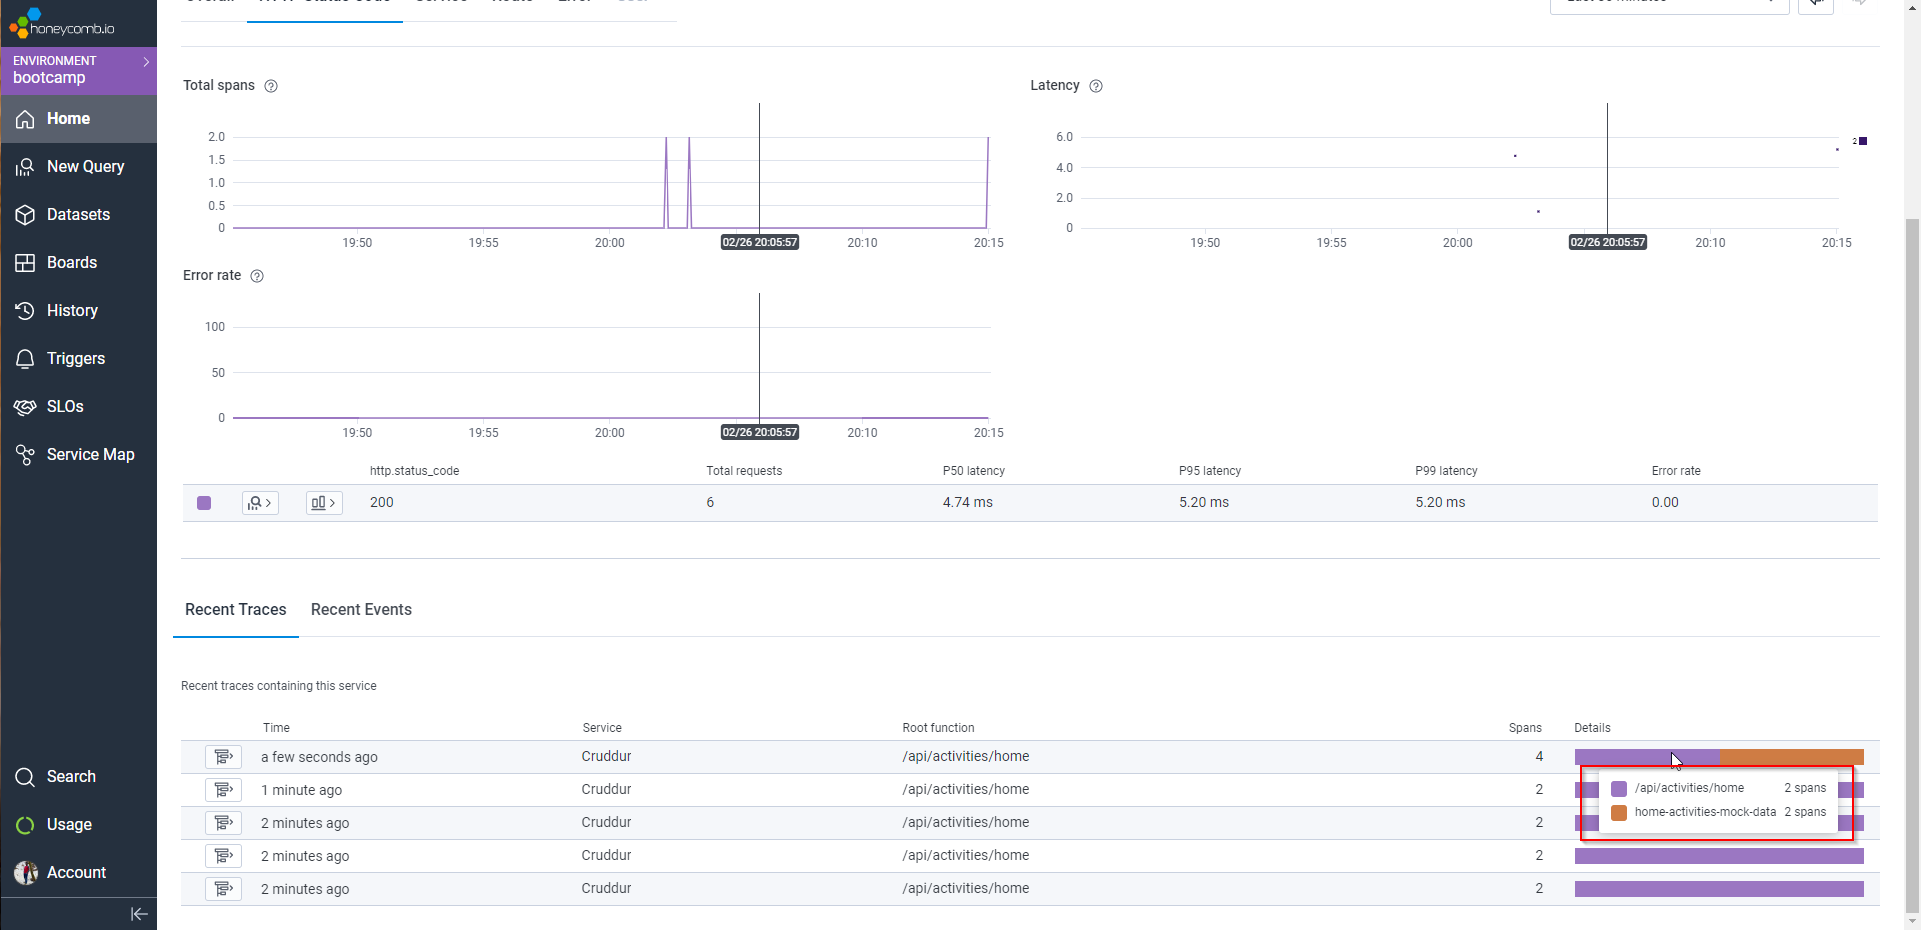 honeycomb.io
ENVIRONMENT
bootcamp
Home
New Query
Datasets
Boards
History
Triggers
SLOs
Service Map
Search
Usage
Account
Total spans
2.0
1.5
1.0
0.5
0
19:50 19:55 20:00 02/26 20:05:57 20:10 20:15
Latency
6.0
4.0
2.0
0
2
19:50 19:55 20:00 02/26 20:05:57 20:10 20:15
Error rate
100
50
0
19:50 19:55 20:00 02/26 20:05:57 20:10 20:15
http.status_code Total requests P50 latency P95 latency P99 latency Error rate
200 6 4.74 ms 5.20 ms 5.20 ms 0.00
Recent Traces Recent Events
Recent traces containing this service
Time Service Root function Spans Details
a few seconds ago Cruddur /api/activities/home 4
1 minute ago Cruddur /api/activities/home 2
2 minutes ago Cruddur /api/activities/home 2
2 minutes ago Cruddur /api/activities/home 2
2 minutes ago Cruddur /api/activities/home 2
/api/activities/home 2 spans
home-activities-mock-data 2 spans